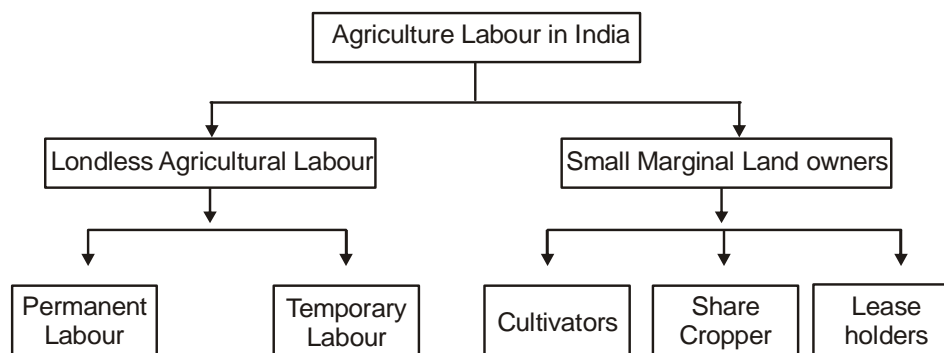 Agriculture Labour in India
Londless Agricultural Labour
Small Marginal Land owners
Permanent
Labour
Temporary
Labour
Cultivators
Share
Cropper
Lease
holders